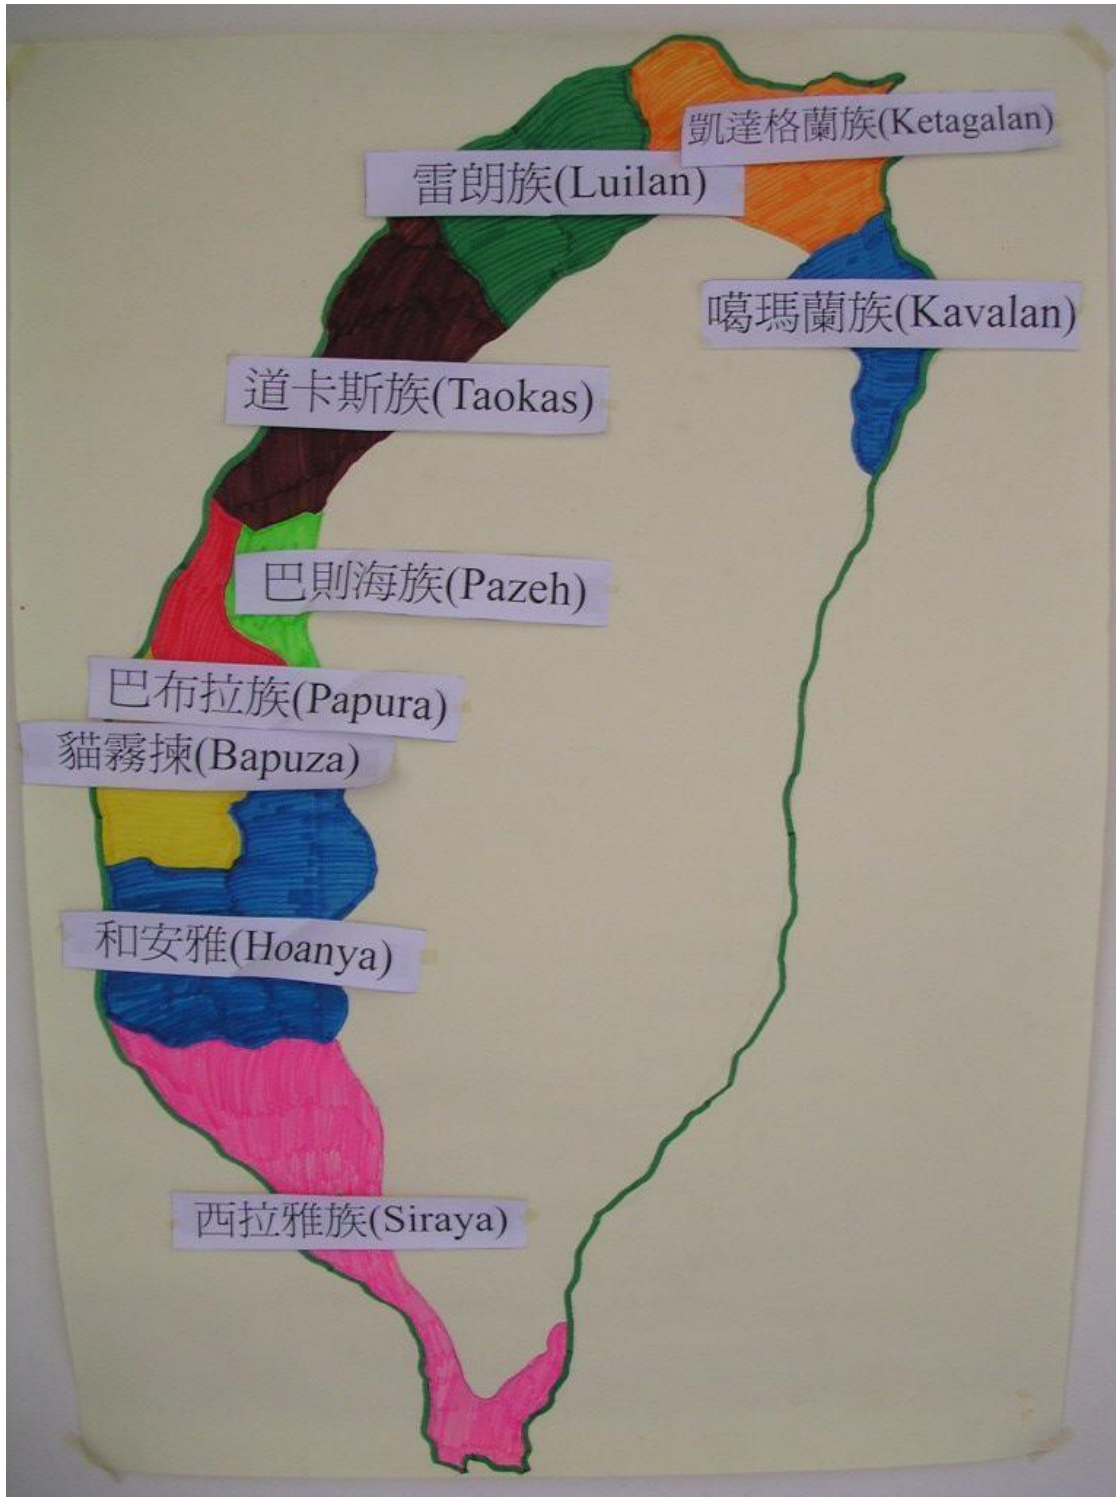 凱達格蘭族(Ketagalan)
雷朗族(Luilan)
噶瑪蘭族(Kavalan)
道卡斯族(Taokas)
巴則海族(Pazeh)
巴布拉族(Papura)
貓霧揀(Bapuza)
和安雅(Hoanya)
西拉雅族(Siraya)